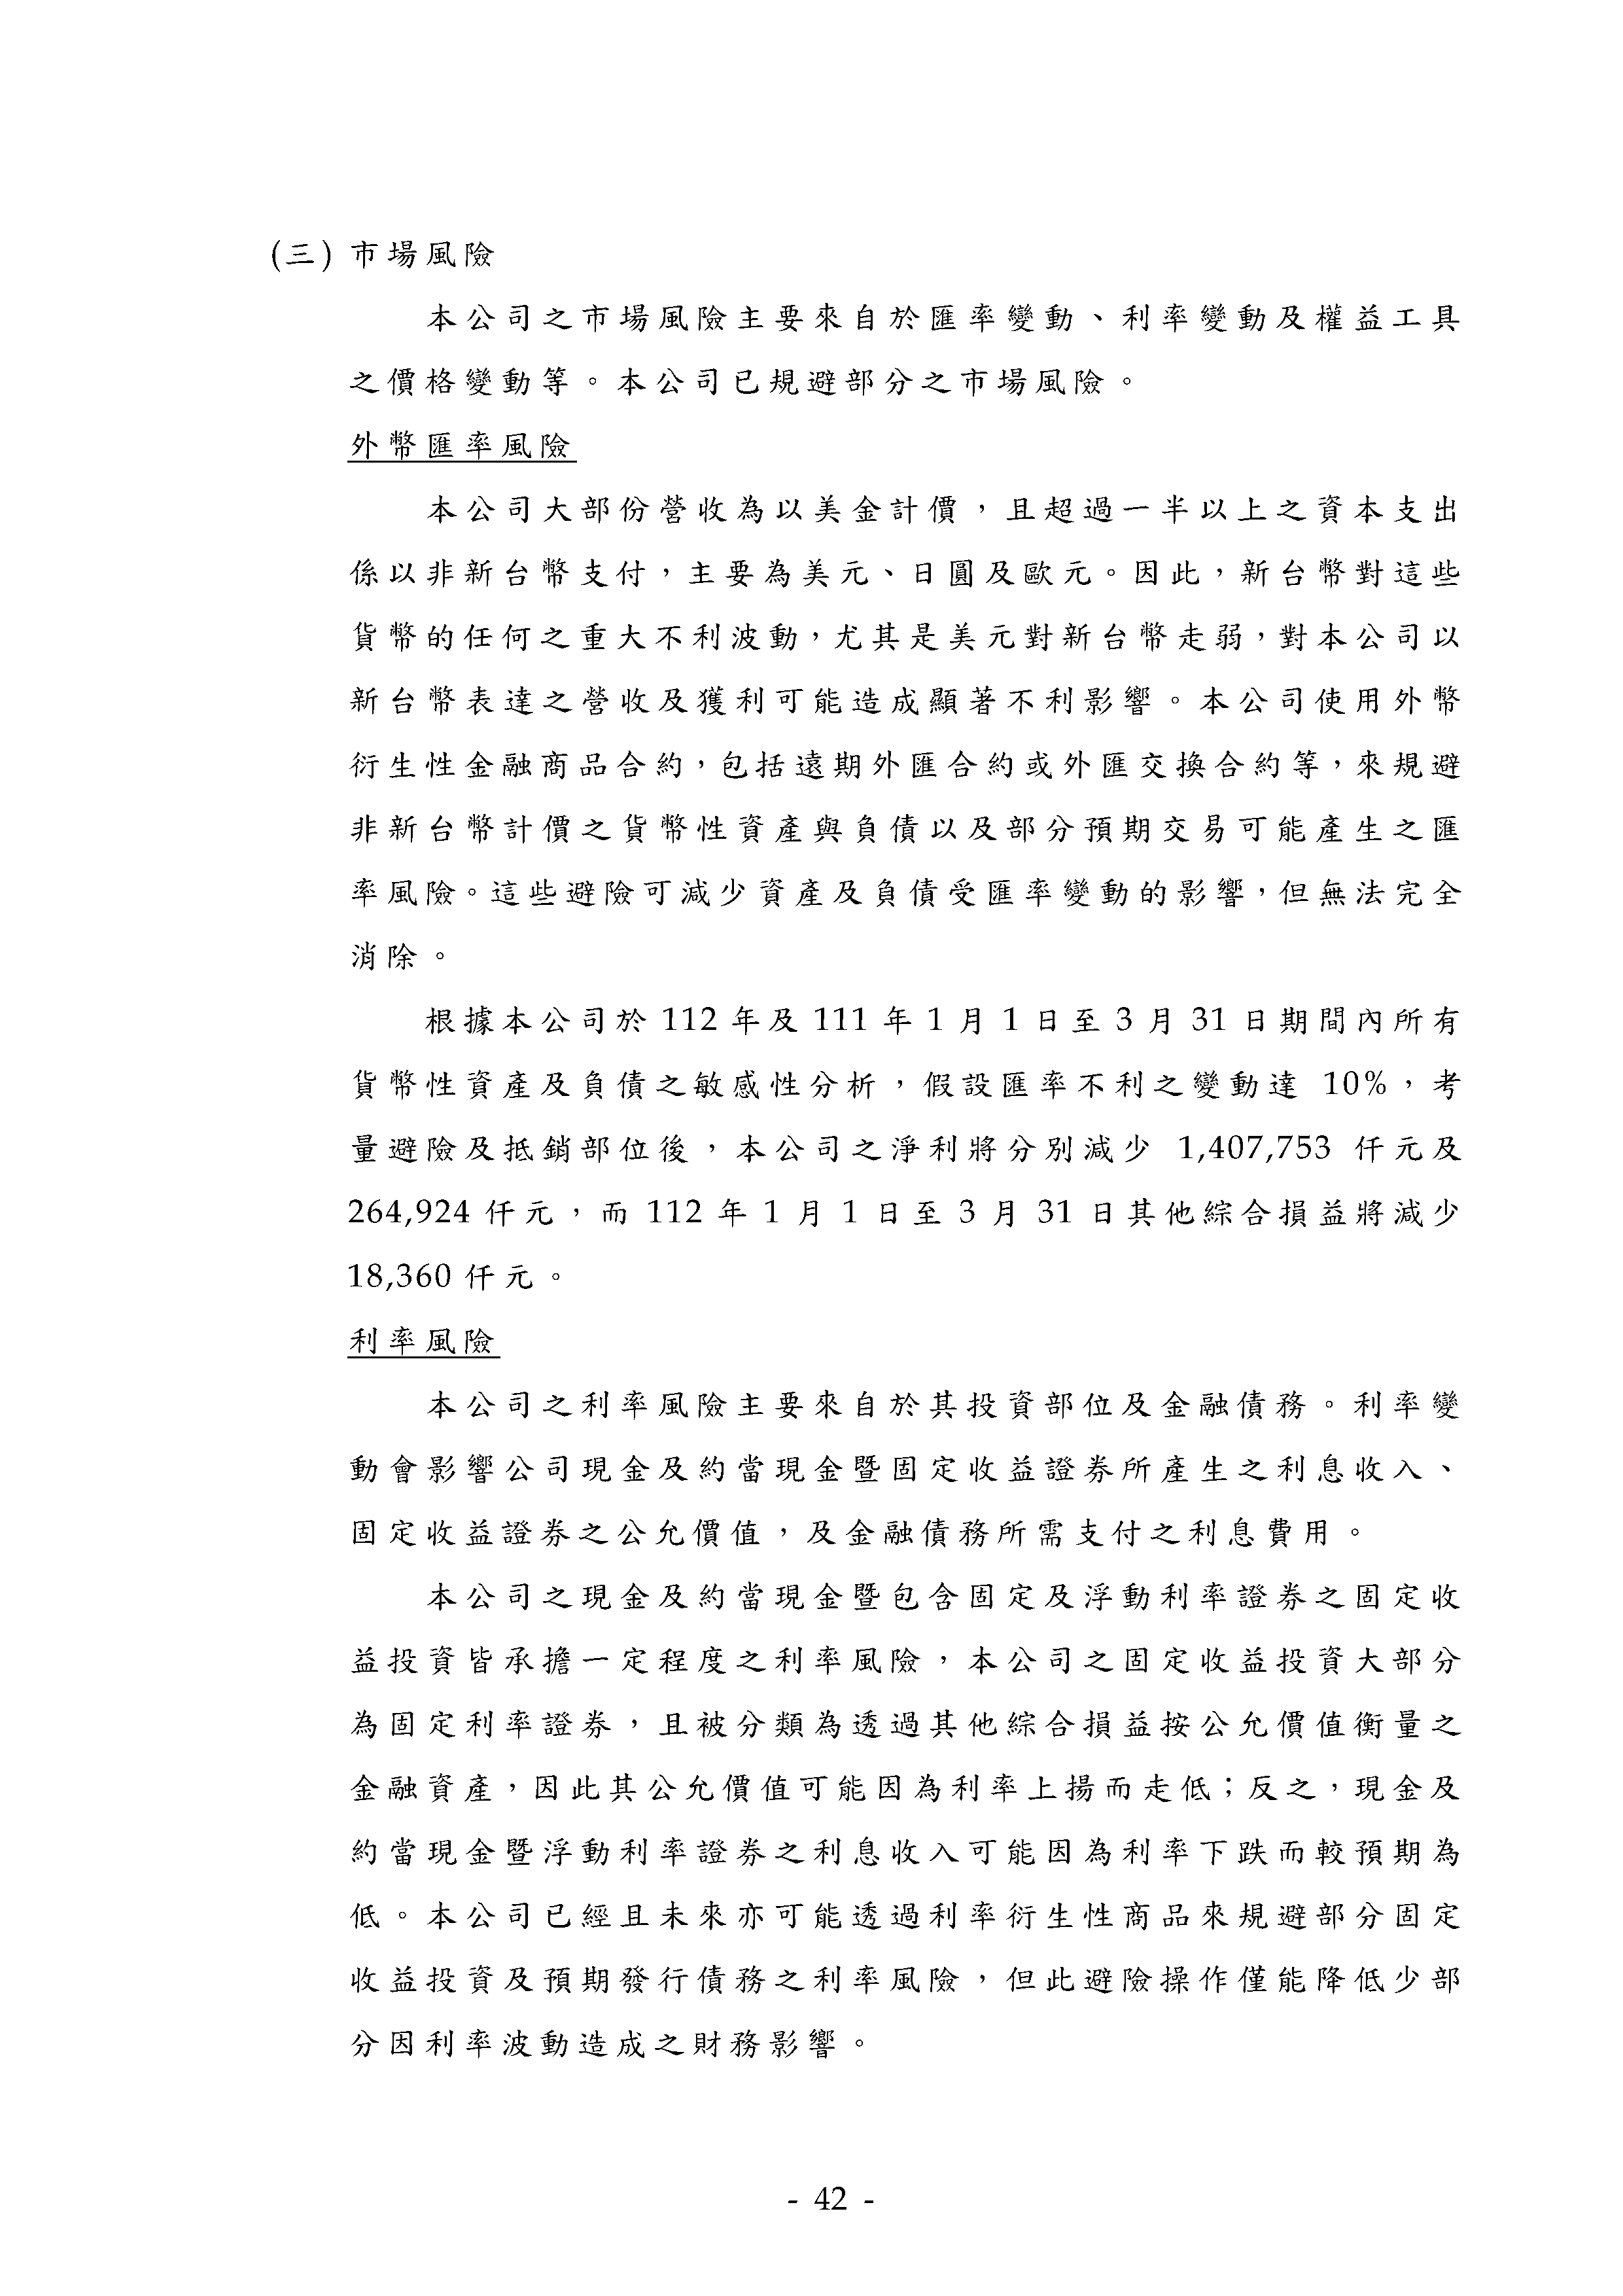 (三) 市場風險
本公司之市場風險主要來自於匯率變動、利率變動及權益工具
之價格變動等。本公司已規避部分之市場風險。
外幣匯率風險
本公司大部份營收為以美金計價，且超過一半以上之資本支出
係以非新台幣支付，主要為美元、日圓及歐元。因此，新台幣對這些
貨幣的任何之重大不利波動，尤其是美元對新台幣走弱，對本公司以
新台幣表達之營收及獲利可能造成顯著不利影響。本公司使用外幣
衍生性金融商品合約，包括遠期外匯合約或外匯交換合約等，來規避
非新台幣計價之貨幣性資產與負債以及部分預期交易可能產生之匯
率風險。這些避險可減少資產及負債受匯率變動的影響，但無法完全
消除。
根據本公司於 112 年及 111 年 1 月 1 日至 3 月 31 日期間內所有
貨幣性資產及負債之敏感性分析，假設匯率不利之變動達 10%，考
量避險及抵銷部位後，本公司之淨利將分別減少 1,407,753 仟元及
264,924 仟元，而 112 年 1 月 1 日至 3 月 31 日其他綜合損益將減少
18,360 仟元。
利率風險
本公司之利率風險主要來自於其投資部位及金融債務。利率變
動會影響公司現金及約當現金暨固定收益證券所產生之利息收入、
固定收益證券之公允價值，及金融債務所需支付之利息費用。
本公司之現金及約當現金暨包含固定及浮動利率證券之固定收
益投資皆承擔一定程度之利率風險，本公司之固定收益投資大部分
為固定利率證券，且被分類為透過其他綜合損益按公允價值衡量之
金融資產，因此其公允價值可能因為利率上揚而走低；反之，現金及
約當現金暨浮動利率證券之利息收入可能因為利率下跌而較預期為
低。本公司已經且未來亦可能透過利率衍生性商品來規避部分固定
收益投資及預期發行債務之利率風險，但此避險操作僅能降低少部
分因利率波動造成之財務影響。
- 42 -